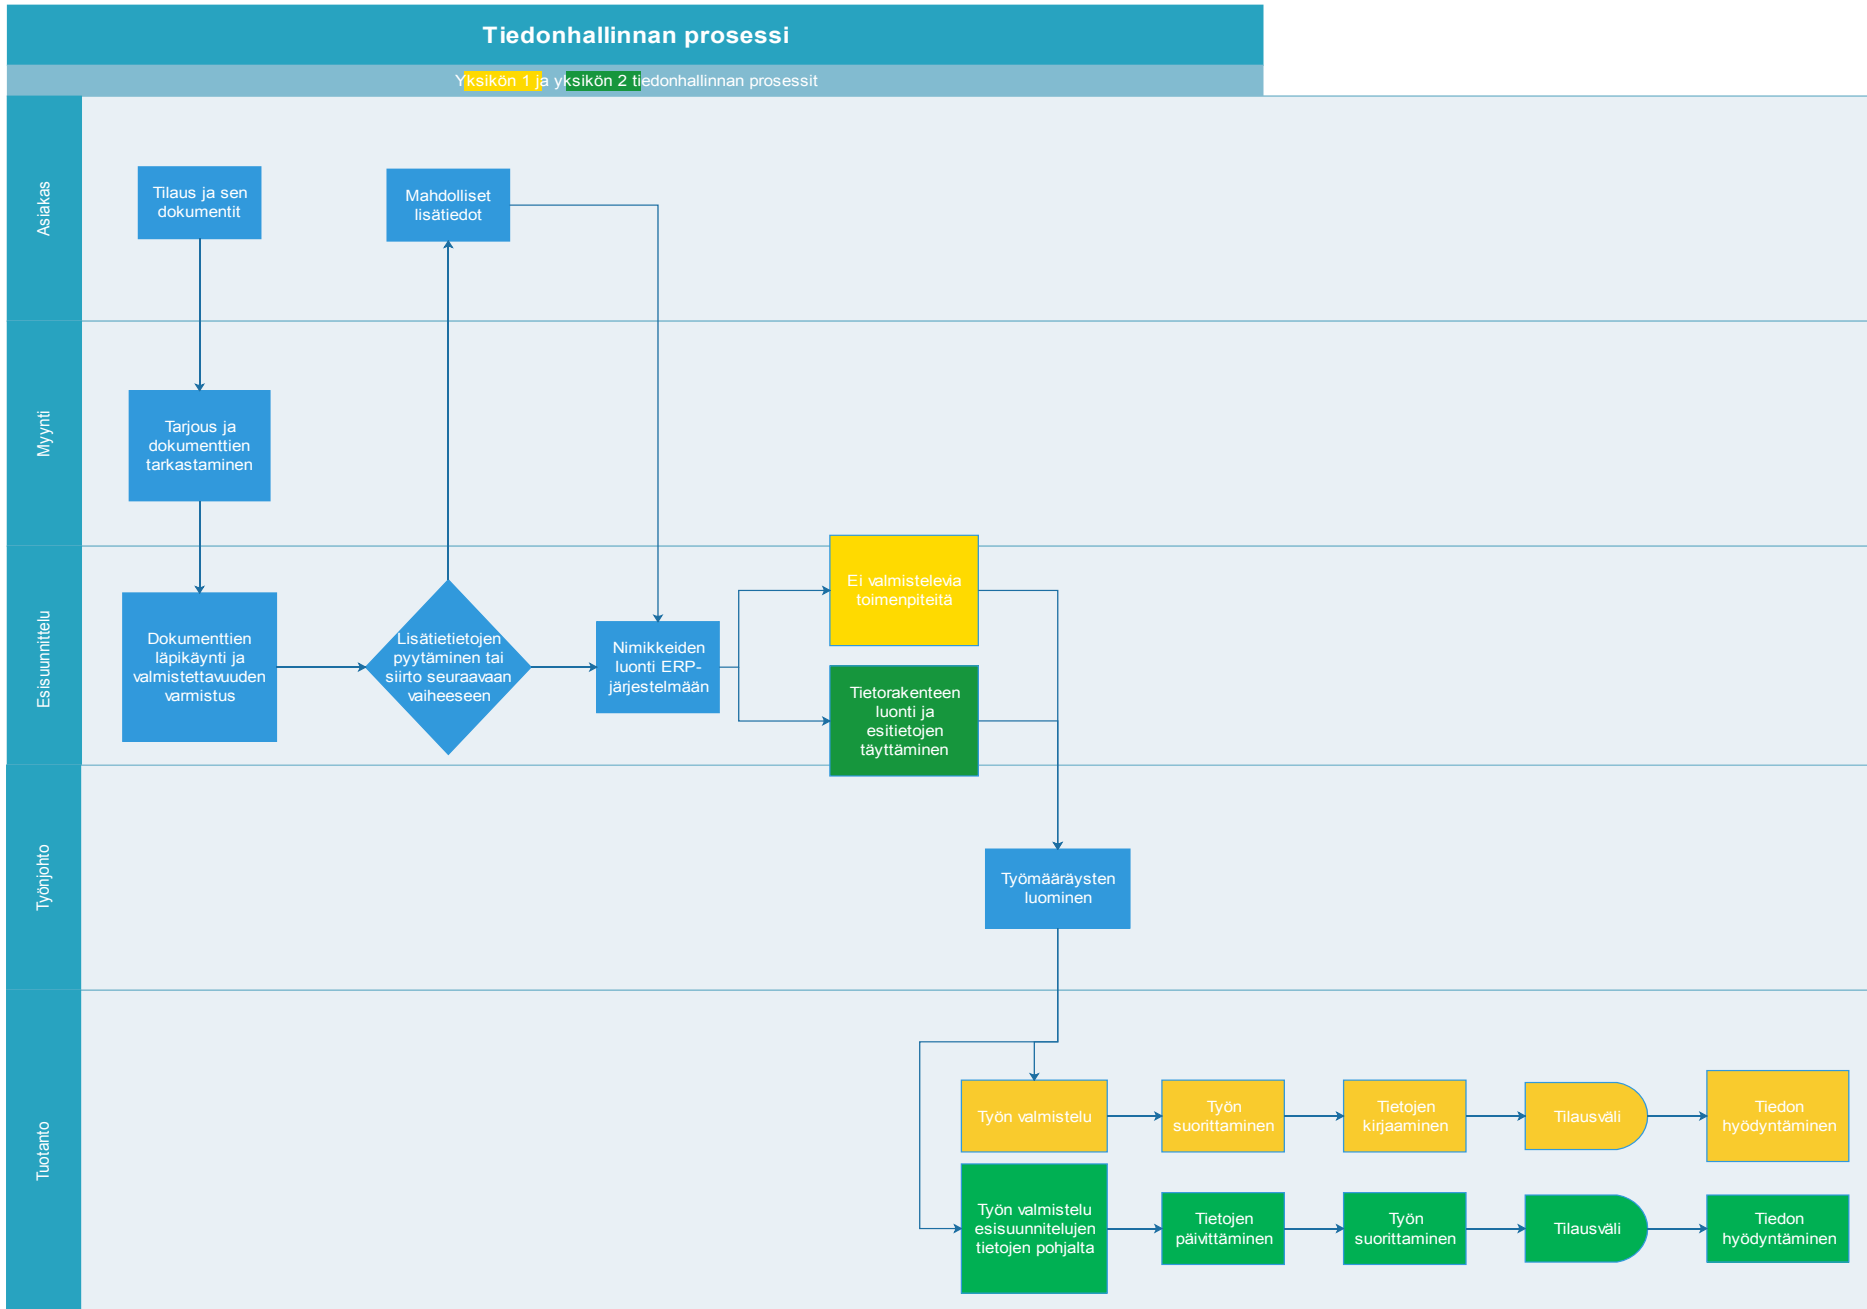 Tiedonhallinnan prosessi
Yksikön 1 ja yksikön 2 tiedonhallinnan prosessit
Asiakas
Tilaus ja sen
dokumentit
Mahdolliset
lisätiedot
Myynti
Tarjous ja
dokumenttien
tarkastaminen
Esisuunnittelu
Dokumenttien
läpikäynti ja
valmistettavuuden
varmistus
Lisätietietojen
pyytäminen tai
siirto seuraavaan
vaiheeseen
Nimikkeiden
luonti ERP-
järjestelmään
Ei valmistelevia
toimenpiteitä
Tietorakenteen
luonti ja
esitietojen
täyttäminen
Työnjohto
Työmääräysten
luominen
Tuotanto
Työn valmistelu
Työn
suorittaminen
Tietojen
kirjaaminen
Tilausväli
Tiedon
hyödyntäminen
Työn valmistelu
esisuunnitelujen
tietojen pohjalta
Tietojen
päivittäminen
Työn
suorittaminen
Tilausväli
Tiedon
hyödyntäminen